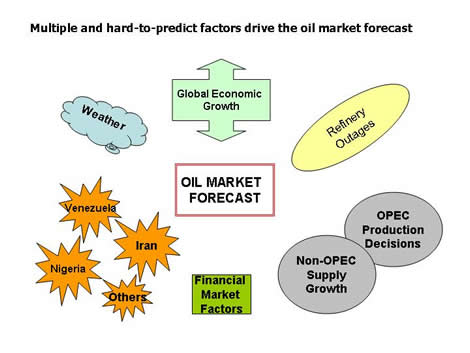 Multiple and hard-to-predict factors drive the oil market forecast
Global Economic
Growth
Weather
Refinery
Outages
OIL MARKET
FORECAST
Venezuela
Iran
Nigeria
Others
OPEC
Production
Decisions
Non-OPEC
Supply
Growth
Financial
Market
Factors